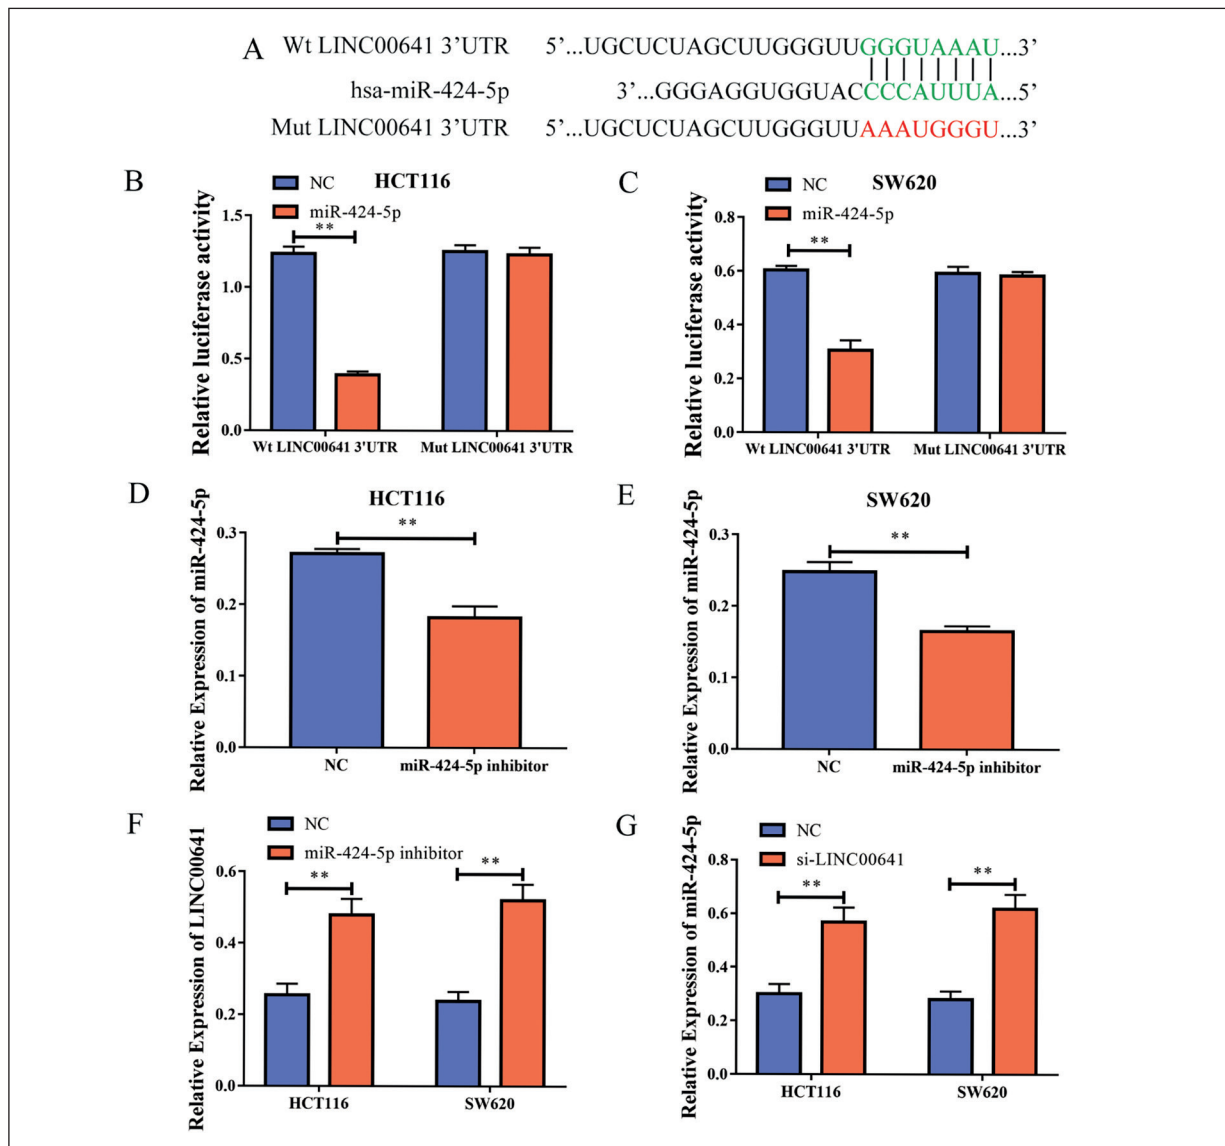 A
Wt LINC00641 3’UTR 5’...UGCUCUAGCUUGGGUUGGGUAAAU...3’
hsa-miR-424-5p 3’...GGGAGGUGGUACCCCAUUUA...5’
Mut LINC00641 3’UTR 5’...UGCUCUAGCUUGGGUUAAAUGGGU...3’
B
HCT116
NC
miR-424-5p
**
Relative luciferase activity
1.5
1.0
0.5
0.0
Wt LINC00641 3'UTR Mut LINC00641 3'UTR
C
SW620
NC
miR-424-5p
**
Relative luciferase activity
0.8
0.6
0.4
0.2
0.0
Wt LINC00641 3'UTR Mut LINC00641 3'UTR
D
HCT116
**
Relative Expression of miR-424-5p
0.3
0.2
0.1
0.0
NC miR-424-5p inhibitor
E
SW620
**
Relative Expression of miR-424-5p
0.3
0.2
0.1
0.0
NC miR-424-5p inhibitor
F
NC
miR-424-5p inhibitor
** **
Relative Expression of LINC00641
0.6
0.4
0.2
0.0
HCT116 SW620
G
NC
si-LINC00641
** **
Relative Expression of miR-424-5p
0.8
0.6
0.4
0.2
0.0
HCT116 SW620